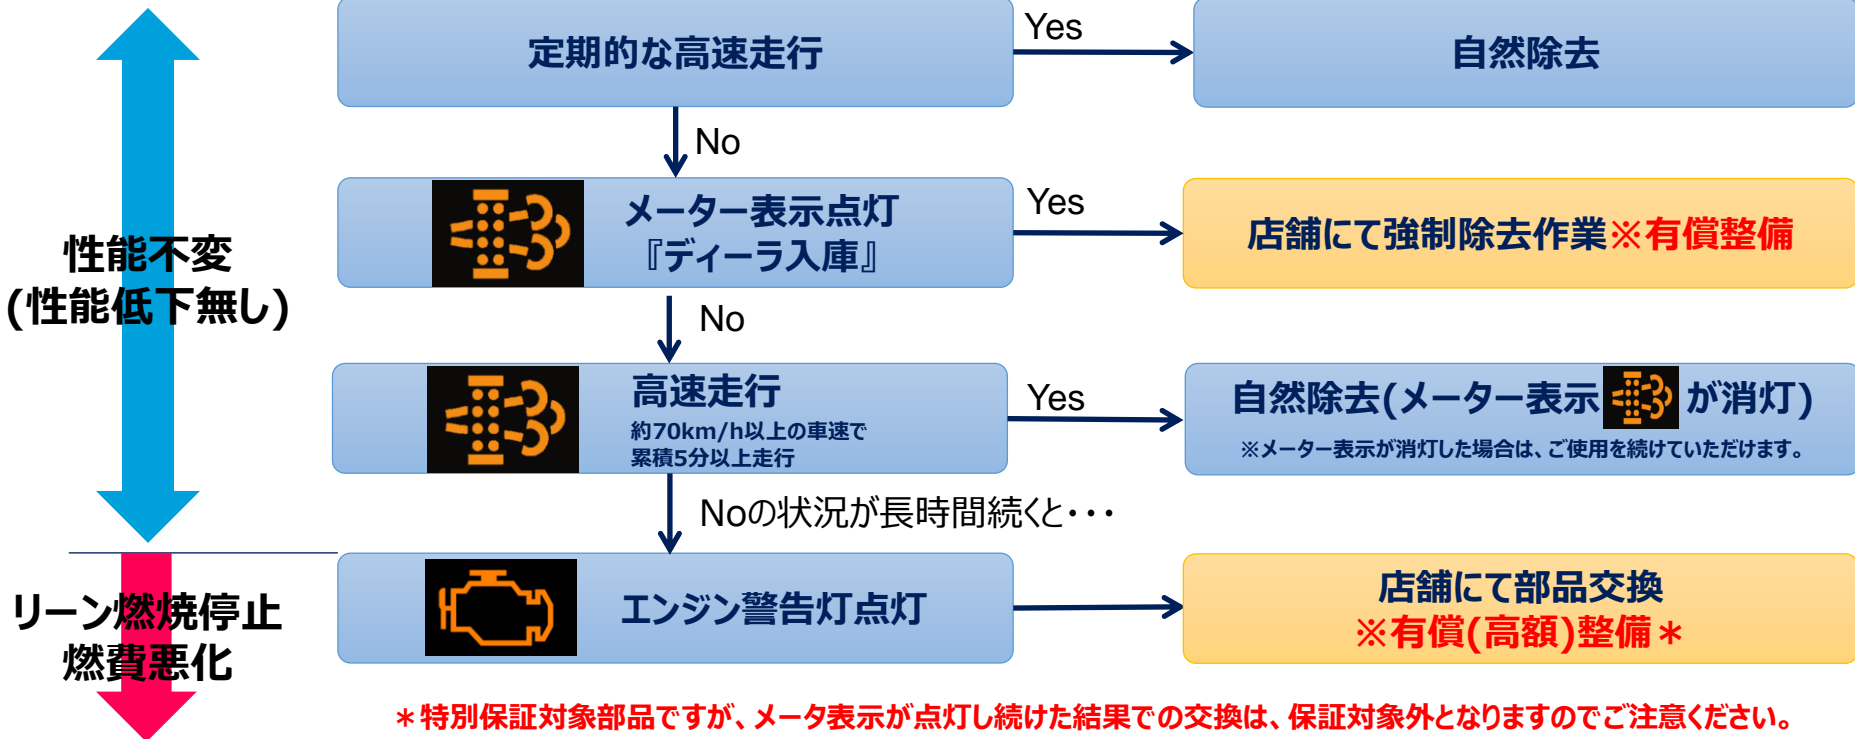 定期的な高速走行
Yes
自然除去
No
メーター表示点灯
『ディーラ入庫』
Yes
店舗にて強制除去作業※有償整備
性能不変
(性能低下無し)
No
高速走行
約70km/h以上の車速で
累積5分以上走行
Yes
自然除去(メーター表示 が消灯)
※メーター表示が消灯した場合は、ご使用を続けていただけます。
Noの状況が長時間続くと・・・
リーン燃焼停止
燃費悪化
エンジン警告灯点灯
店舗にて部品交換
※有償(高額)整備＊
＊特別保証対象部品ですが、メータ表示が点灯し続けた結果での交換は、保証対象外となりますのでご注意ください。